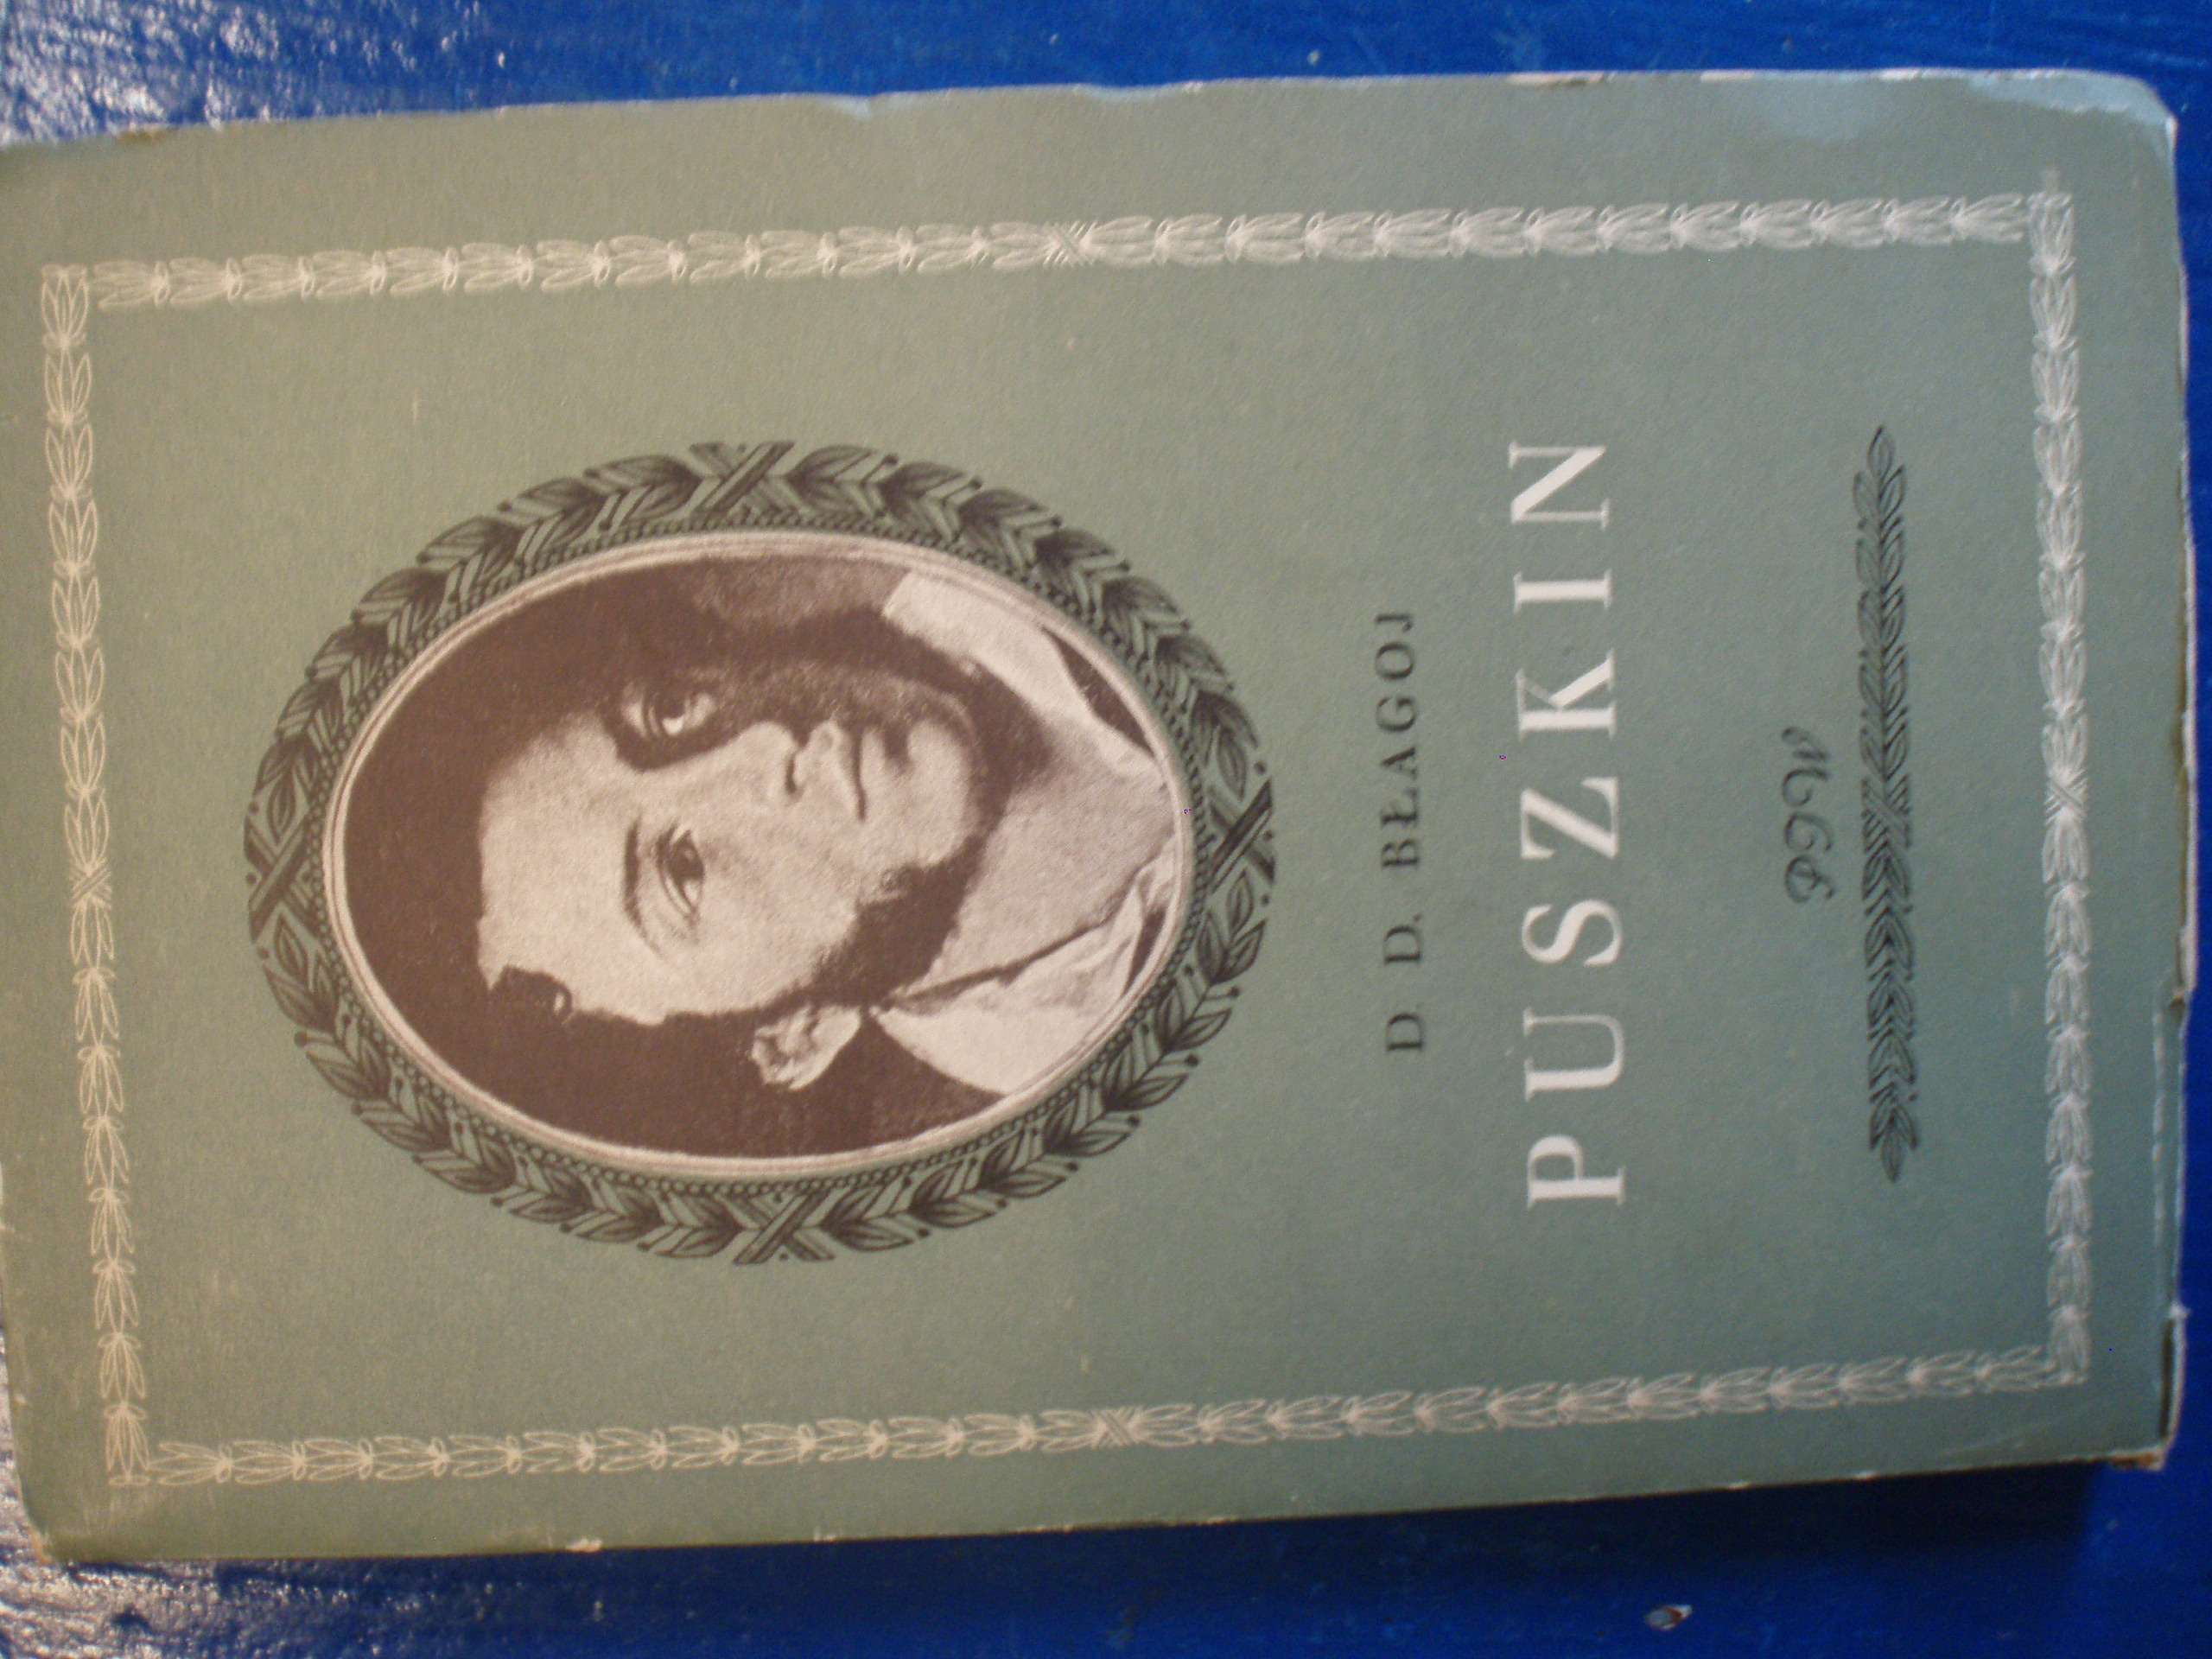 D. D. BŁAGOJ
PUSZKIN